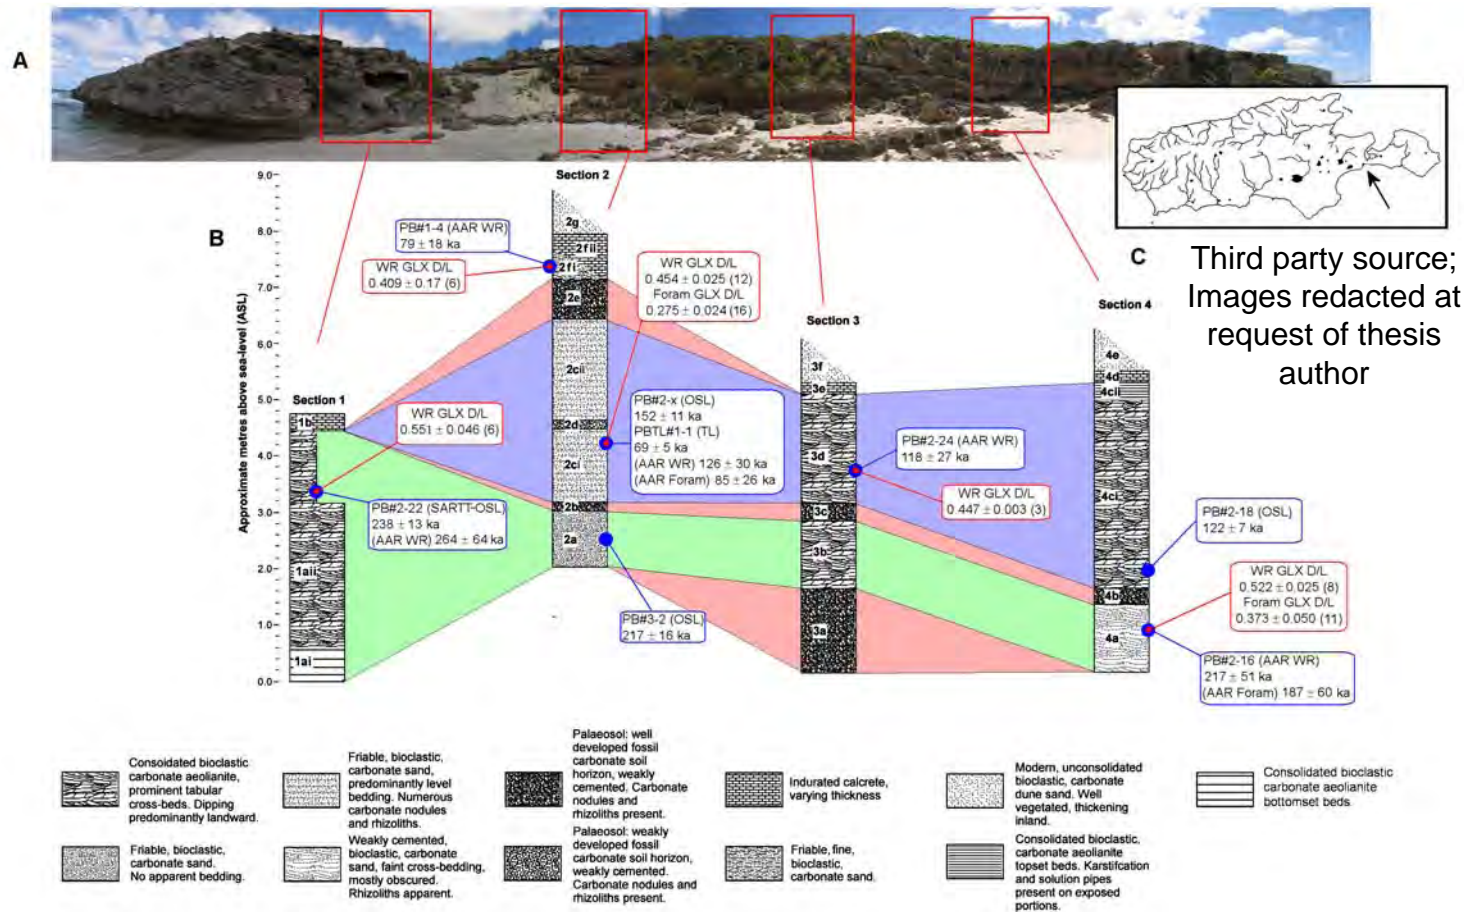 A
Section 2
9.0
8.0
7.0
6.0
5.0
4.0
3.0
2.0
1.0
0.0
Approximate metres above sea-level (ASL)
B
PB#1-4 (AAR WR)
79 ± 18 ka
WR GLX D/L
0.409 ± 0.17 (6)
2g
2fii
2fi
2e
2cii
2d
2ci
2b
2a
WR GLX D/L
0.454 ± 0.025 (12)
Foram GLX D/L
0.275 ± 0.024 (16)
C
Third party source;
Images redacted at
request of thesis
author
Section 1
1b
1aii
1ai
WR GLX D/L
0.551 ± 0.046 (6)
PB#2-22 (SARTT-OSL)
238 ± 13 ka
(AAR WR) 264 ± 64 ka
PB#2-x (OSL)
152 ± 11 ka
PBTL#1-1 (TL)
69 ± 5 ka
(AAR WR) 126 ± 30 ka
(AAR Foram) 85 ± 26 ka
PB#3-2 (OSL)
217 ± 16 ka
Section 3
3f
3e
3d
3c
3b
3a
PB#2-24 (AAR WR)
118 ± 27 ka
WR GLX D/L
0.447 ± 0.003 (3)
Section 4
4e
4d
4cii
4ci
4b
4a
PB#2-18 (OSL)
122 ± 7 ka
WR GLX D/L
0.522 ± 0.025 (8)
Foram GLX D/L
0.373 ± 0.050 (11)
PB#2-16 (AAR WR)
217 ± 51 ka
(AAR Foram) 187 ± 60 ka
Consoidated bioclastic
carbonate aeolianite,
prominent tabular
cross-beds. Dipping
predominantly landward.
Friable, bioclastic,
carbonate sand,
predominantly level
bedding. Numerous
carbonate nodules
and rhizoliths.
Palaeosol: well
developed fossil
carbonate soil
horizon, weakly
cemented. Carbonate
nodules and
rhizoliths present.
Indurated calcrete,
varying thickness
Modern, unconsolidated
bioclastic, carbonate
dune sand. Well
vegetated, thickening
inland.
Consolidated bioclastic
carbonate aeolianite
bottomset beds
Friable, bioclastic,
carbonate sand.
No apparent bedding.
Weakly cemented,
bioclastic, carbonate
sand, faint cross-bedding,
mostly obscured.
Rhizoliths apparent.
Palaeosol: weakly
developed fossil
carbonate soil horizon,
weakly cemented.
Carbonate nodules and
rhizoliths present.
Friable, fine,
bioclastic,
carbonate sand.
Consolidated bioclastic,
carbonate aeolianite
topset beds. Karstifcation
and solution pipes
present on exposed
portions.